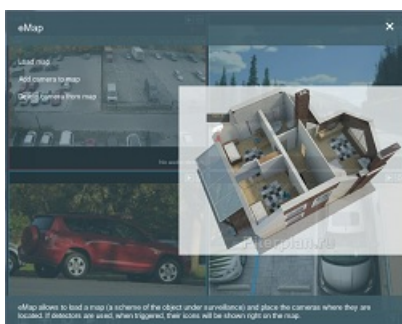 eMap
Load map
Add camera to map
Delete camera from map
eMap allows to load a map (a scheme of the object under surveillance) and place the cameras where they are
located. If detectors are used, when triggered, their icons will be shown right on the map.